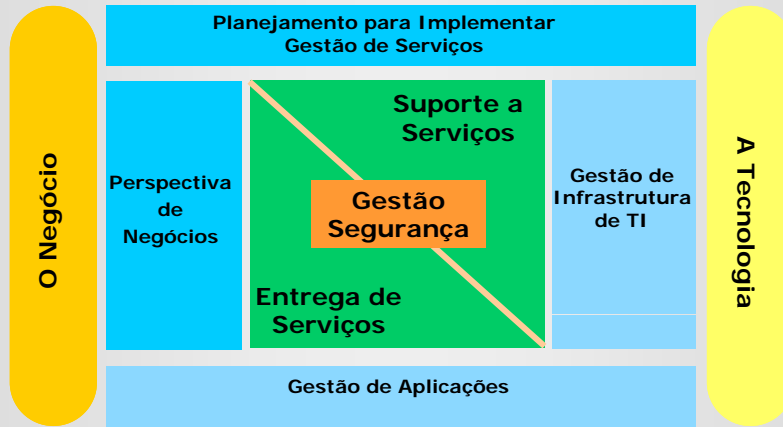 Planejamento para Implementar
Gestão de Serviços
O Negócio
Perspectiva
de
Negócios
Suporte a
Serviços
Gestão
Segurança
Entrega de
Serviços
Gestão de
Infrastrutura
de TI
A Tecnologia
Gestão de Aplicações